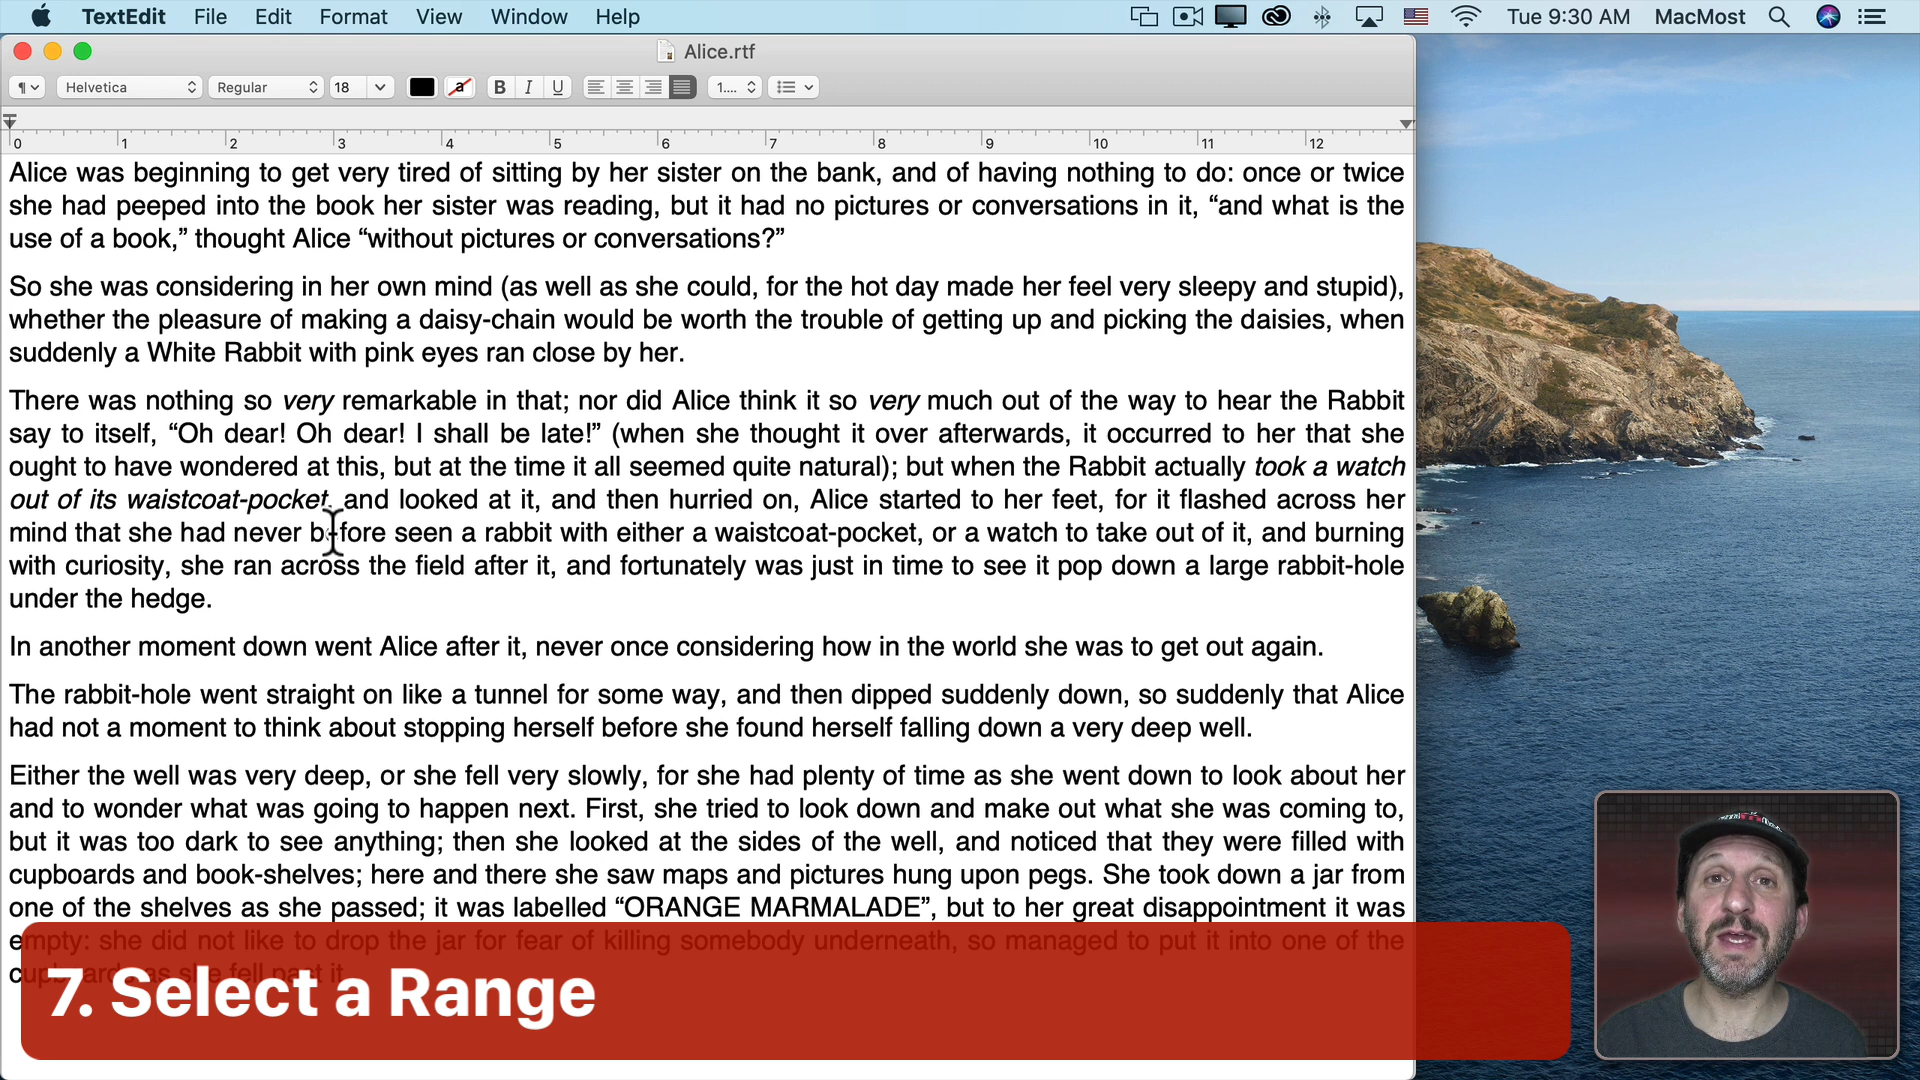 TextEdit File Edit Format View Window Help Tue 9:30 AM MacMost
Alice.rtf
Helvetica Regular 18 a B I U 1....
0 1 2 3 4 5 6 7 8 9 10 11 12
Alice was beginning to get very tired of sitting by her sister on the bank, and of having nothing to do: once or twice
she had peeped into the book her sister was reading, but it had no pictures or conversations in it, “and what is the
use of a book,” thought Alice “without pictures or conversations?”
So she was considering in her own mind (as well as she could, for the hot day made her feel very sleepy and stupid),
whether the pleasure of making a daisy-chain would be worth the trouble of getting up and picking the daisies, when
suddenly a White Rabbit with pink eyes ran close by her.
There was nothing so very remarkable in that; nor did Alice think it so very much out of the way to hear the Rabbit
say to itself, “Oh dear! Oh dear! I shall be late!” (when she thought it over afterwards, it occurred to her that she
ought to have wondered at this, but at the time it all seemed quite natural); but when the Rabbit actually took a watch
out of its waistcoat-pocket, and looked at it, and then hurried on, Alice started to her feet, for it flashed across her
mind that she had never before seen a rabbit with either a waistcoat-pocket, or a watch to take out of it, and burning
with curiosity, she ran across the field after it, and fortunately was just in time to see it pop down a large rabbit-hole
under the hedge.
In another moment down went Alice after it, never once considering how in the world she was to get out again.
The rabbit-hole went straight on like a tunnel for some way, and then dipped suddenly down, so suddenly that Alice
had not a moment to think about stopping herself before she found herself falling down a very deep well.
Either the well was very deep, or she fell very slowly, for she had plenty of time as she went down to look about her
and to wonder what was going to happen next. First, she tried to look down and make out what she was coming to,
but it was too dark to see anything; then she looked at the sides of the well, and noticed that they were filled with
cupboards and book-shelves; here and there she saw maps and pictures hung upon pegs. She took down a jar from
one of the shelves as she passed; it was labelled “ORANGE MARMALADE”, but to her great disappointment it was
empty: she did not like to drop the jar for fear of killing somebody underneath, so managed to put it into one of the
cupboards as she fell past it.
7. Select a Range